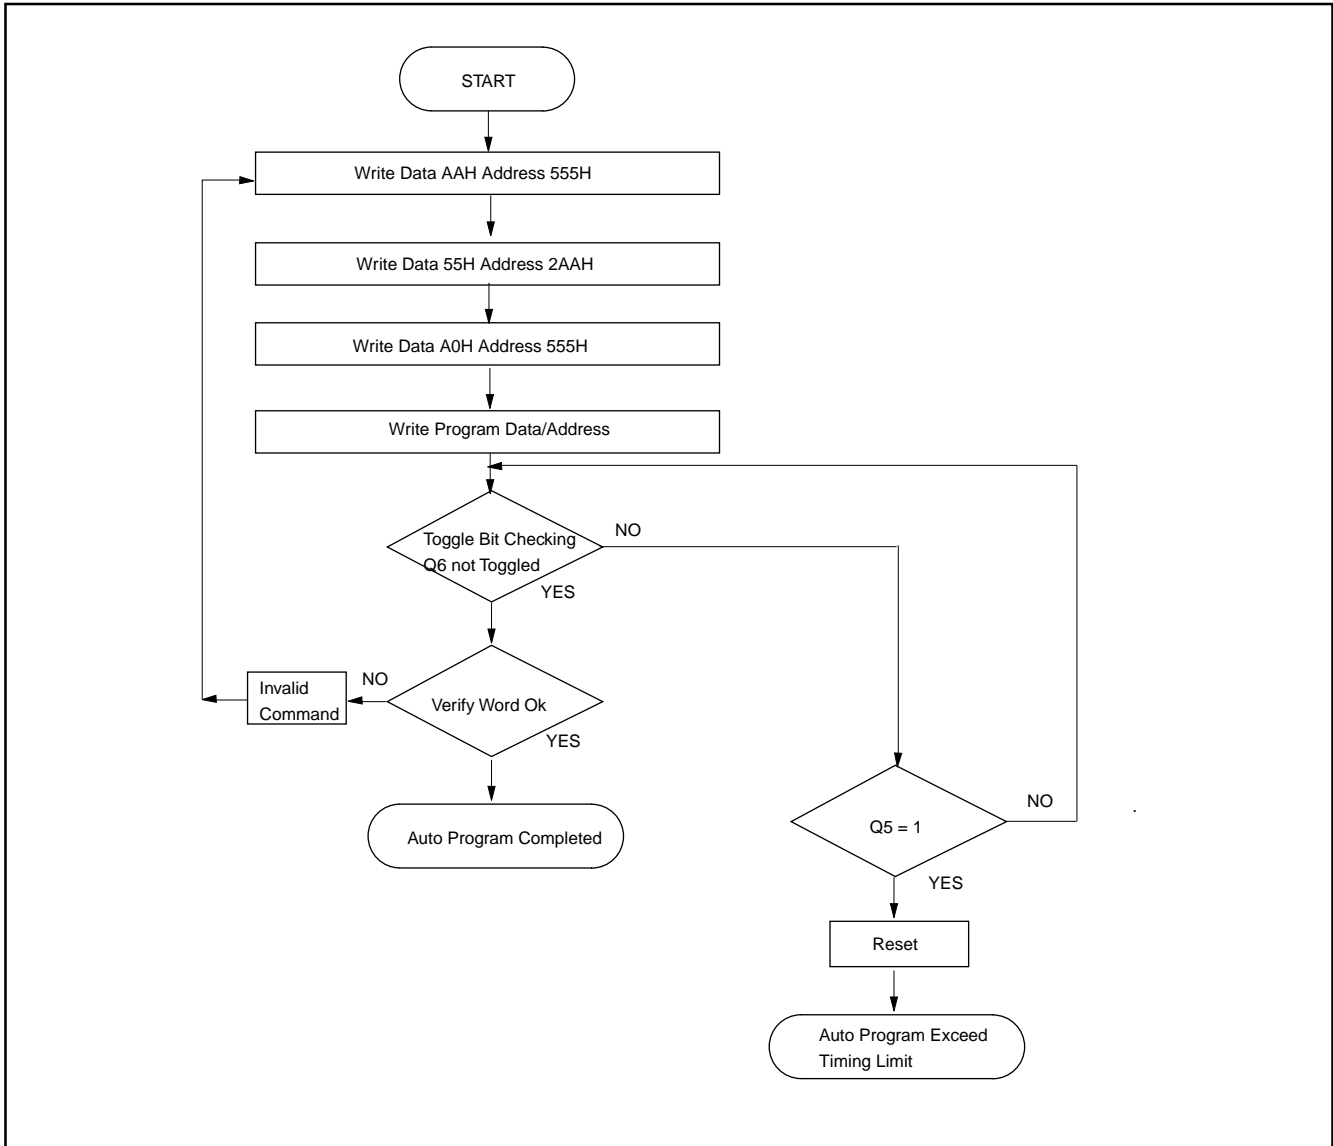 START
Write Data AAH Address 555H
Write Data 55H Address 2AAH
Write Data A0H Address 555H
Write Program Data/Address
Toggle Bit Checking
Q6 not Toggled
NO
YES
Invalid
Command
NO
Verify Word Ok
YES
Auto Program Completed
Q5 = 1
NO
YES
Reset
Auto Program Exceed
Timing Limit